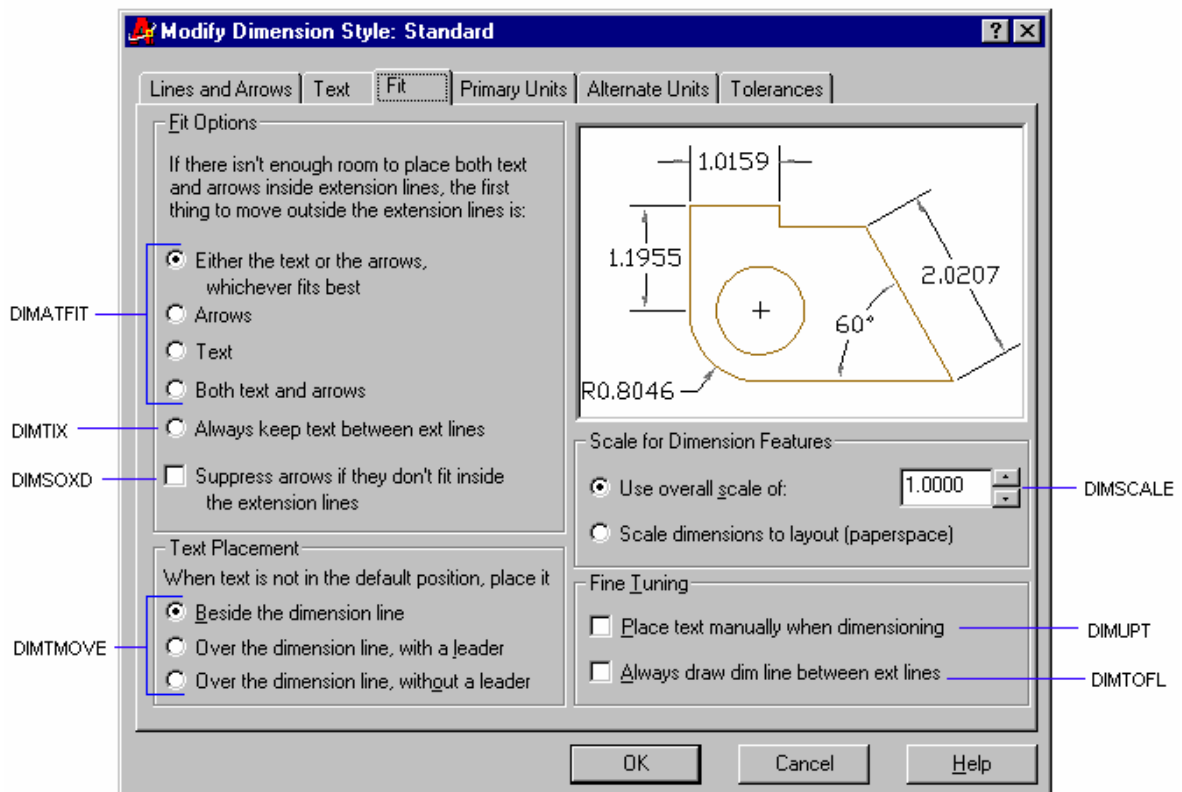 Modify Dimension Style: Standard
Lines and Arrows
Text
Fit
Primary Units
Alternate Units
Tolerances
Fit Options
If there isn't enough room to place both text
and arrows inside extension lines, the first
thing to move outside the extension lines is:
DIMATFIT
Either the text or the arrows,
whichever fits best
Arrows
Text
Both text and arrows
DIMTIX
Always keep text between ext lines
DIMSOXD
Suppress arrows if they don't fit inside
the extension lines
Text Placement
When text is not in the default position, place it
DIMTMOVE
Beside the dimension line
Over the dimension line, with a leader
Over the dimension line, without a leader
1.0159
1.1955
2.0207
60°
R0.8046
Scale for Dimension Features
Use overall scale of:
1.0000
DIMSCALE
Scale dimensions to layout (paperspace)
Fine Tuning
Place text manually when dimensioning
DIMUPT
Always draw dim line between ext lines
DIMTOFL
OK
Cancel
Help